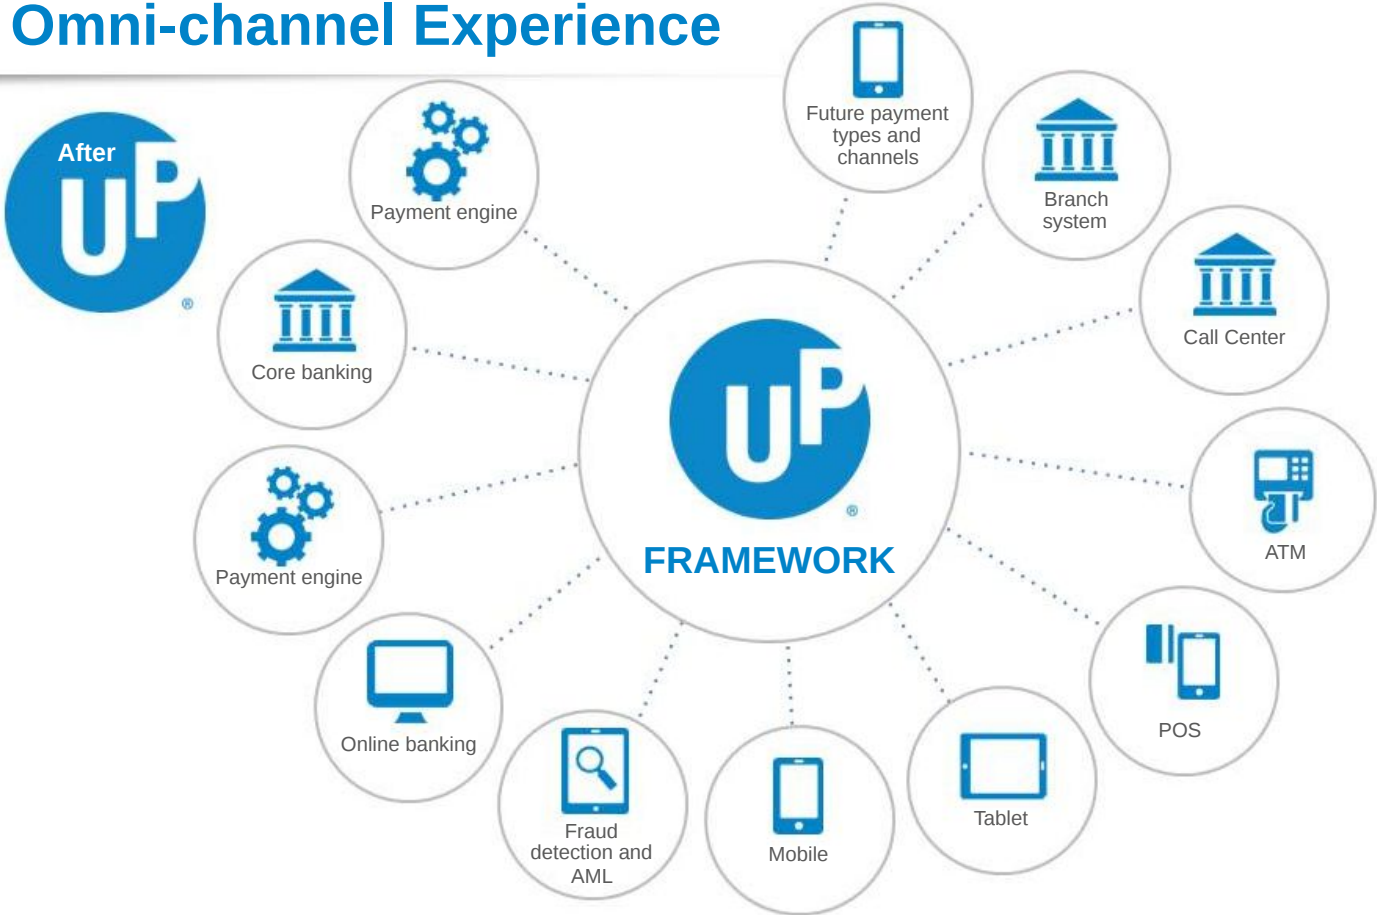 Omni-channel Experience
After
UP
®
Payment engine
Future payment
types and
channels
Branch
system
Call Center
Core banking
ATM
UP
®
FRAMEWORK
Payment engine
POS
Online banking
Tablet
Fraud
detection and
AML
Mobile